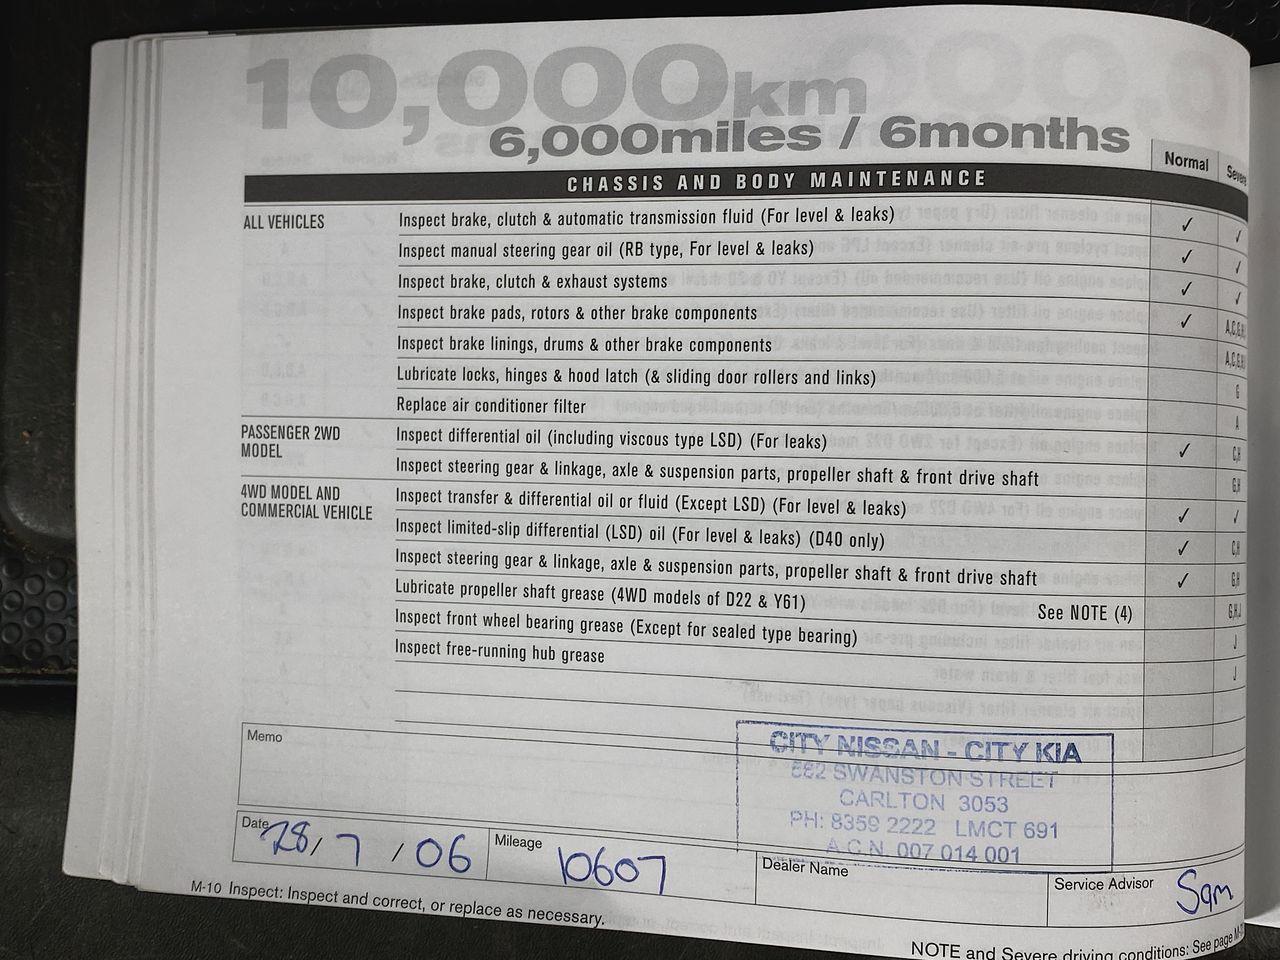 10,000km
6,000miles / 6months
Normal Severe
CHASSIS AND BODY MAINTENANCE
ALL VEHICLES Inspect brake, clutch & automatic transmission fluid (For level & leaks) ✓ ✓
Inspect manual steering gear oil (RB type, For level & leaks) ✓ ✓
Inspect brake, clutch & exhaust systems ✓ ✓
Inspect brake pads, rotors & other brake components ✓ A,C,G,H
Inspect brake linings, drums & other brake components A,C,G,H
Lubricate locks, hinges & hood latch (& sliding door rollers and links) G
Replace air conditioner filter A
PASSENGER 2WD MODEL Inspect differential oil (including viscous type LSD) (For leaks) ✓ C,H
Inspect steering gear & linkage, axle & suspension parts, propeller shaft & front drive shaft G,H
4WD MODEL AND COMMERCIAL VEHICLE Inspect transfer & differential oil or fluid (Except LSD) (For level & leaks) ✓ ✓
Inspect limited-slip differential (LSD) oil (For level & leaks) (D40 only) ✓ C,H
Inspect steering gear & linkage, axle & suspension parts, propeller shaft & front drive shaft ✓ G,H
Lubricate propeller shaft grease (4WD models of D22 & Y61) See NOTE (4) G,H,J
Inspect front wheel bearing grease (Except for sealed type bearing) J
Inspect free-running hub grease J
Memo
CITY NISSAN - CITY KIA
582 SWANSTON STREET
CARLTON 3053
PH: 8359 2222 LMCT 691
A.C.N. 007 014 001
Date 28/7/06 Mileage 10607 Dealer Name Service Advisor Sam
M-10 Inspect: Inspect and correct, or replace as necessary.
NOTE and Severe driving conditions: See page